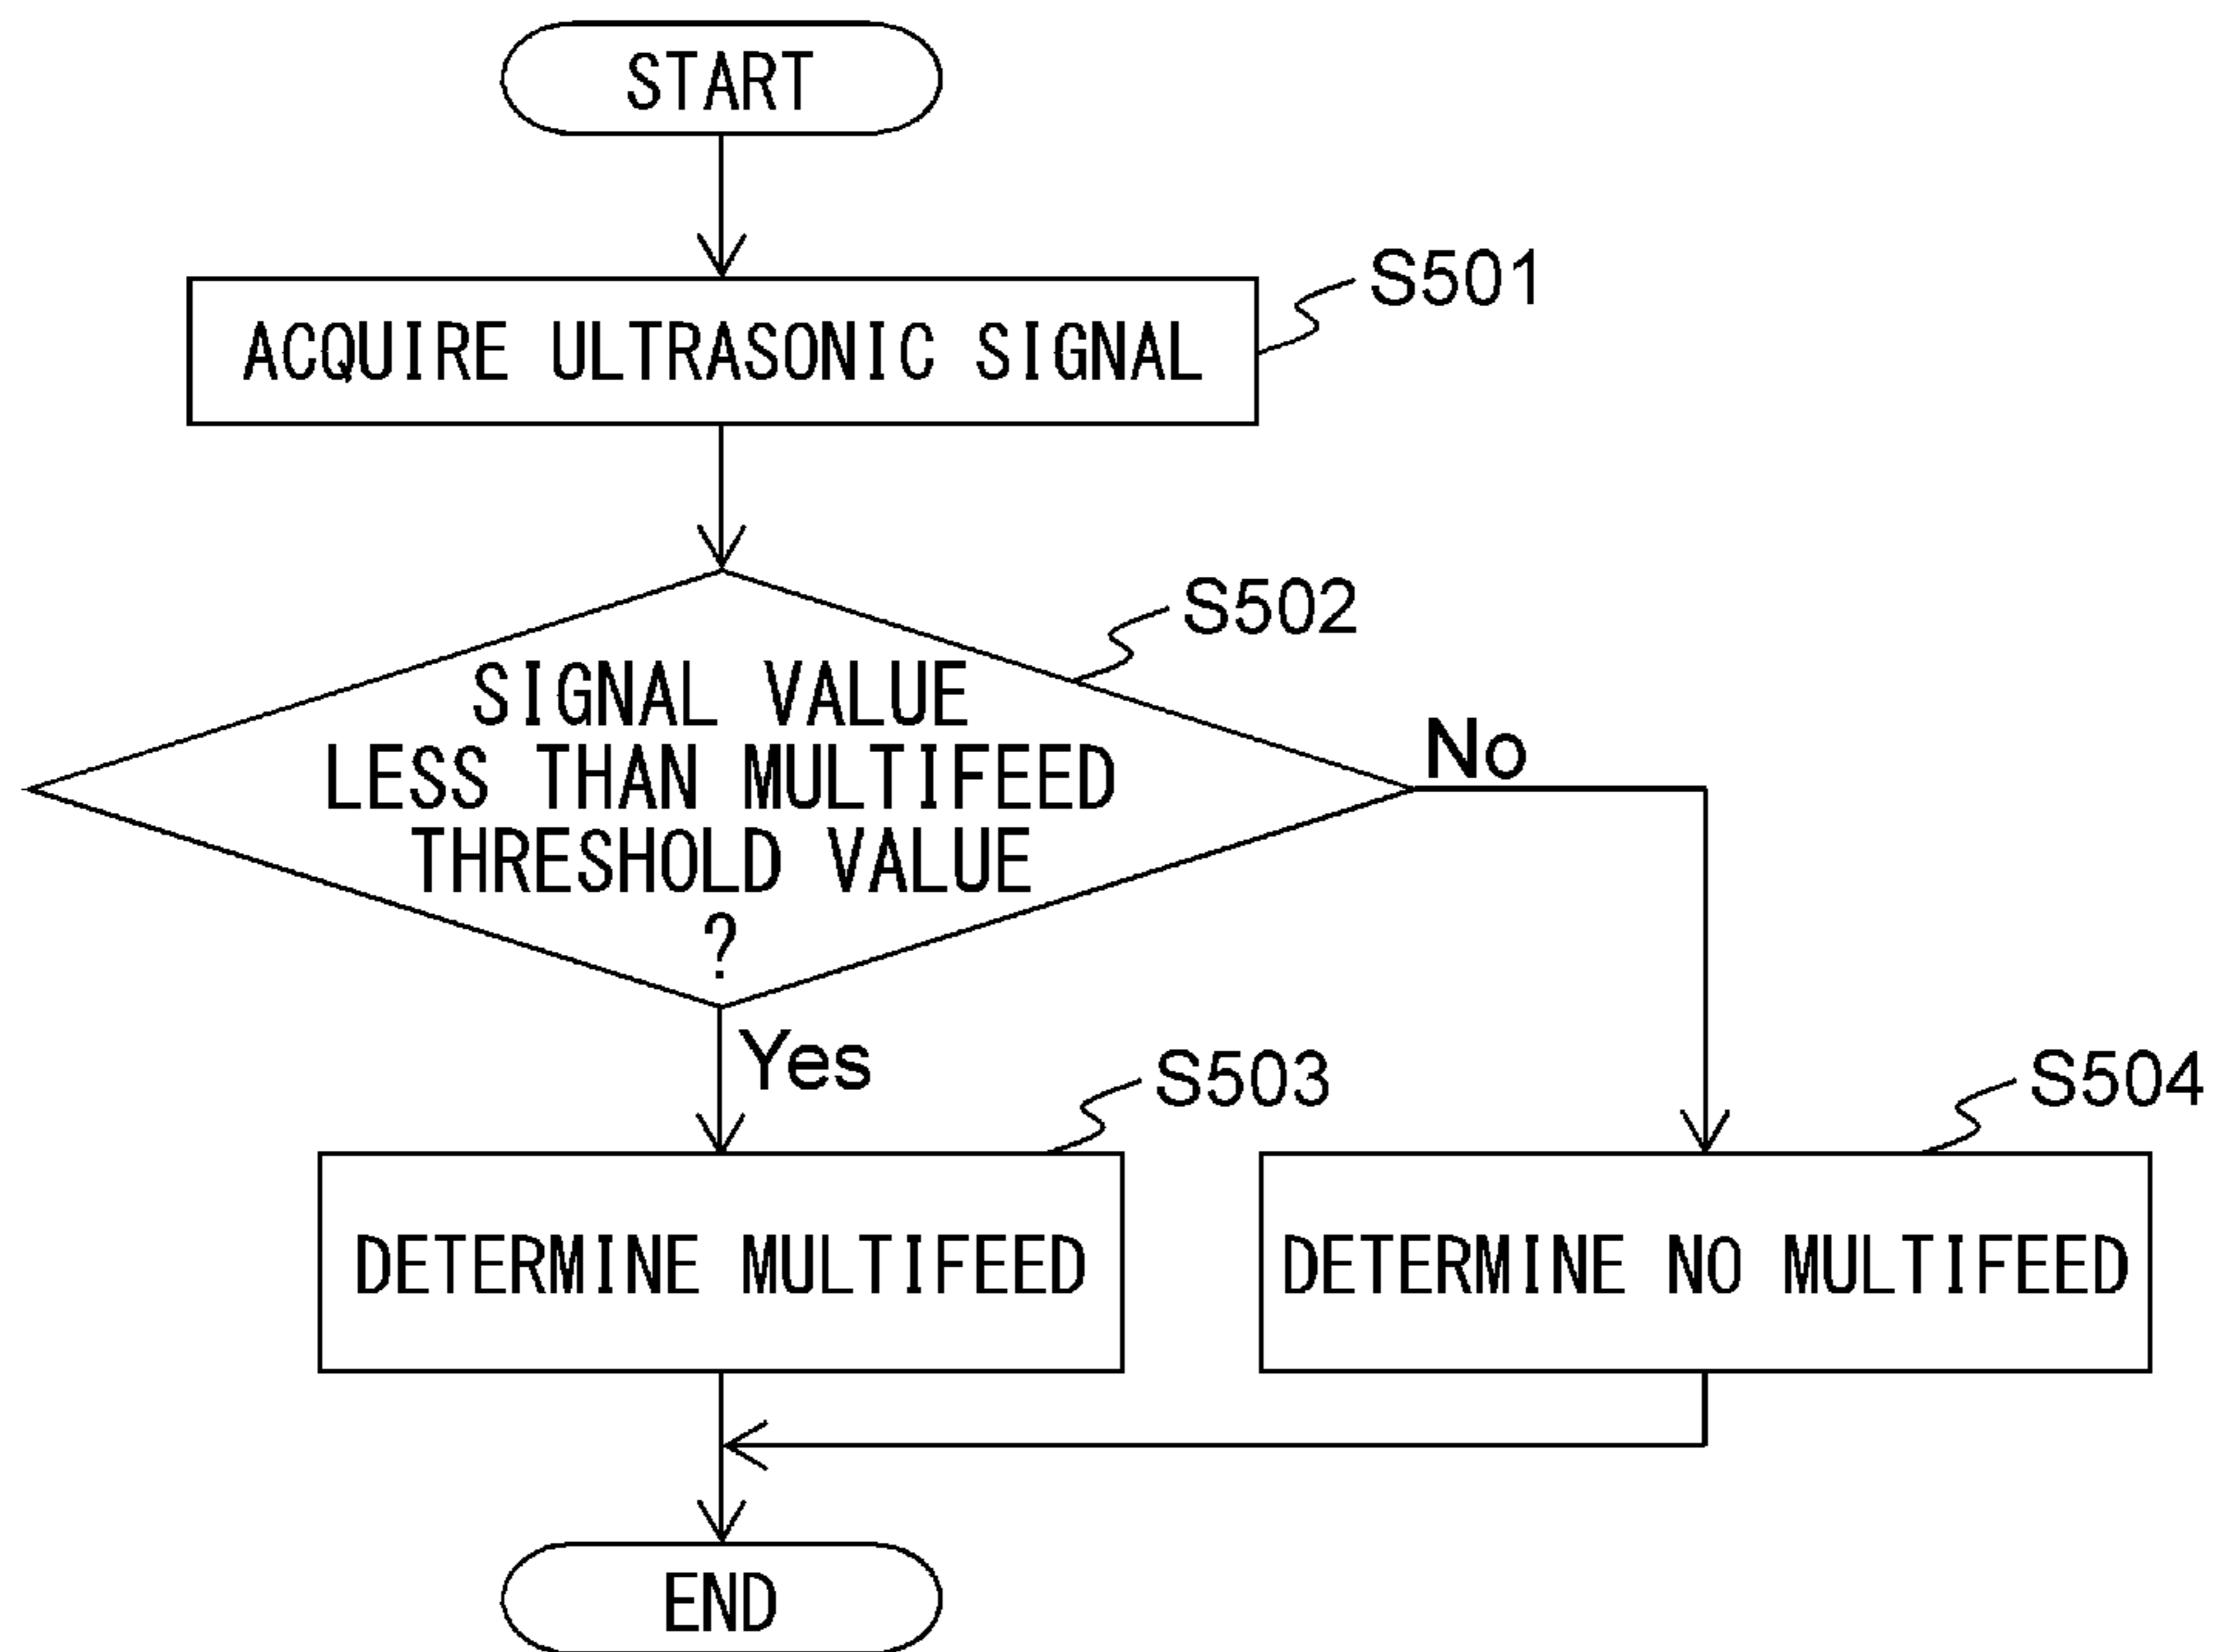 START
S501
ACQUIRE ULTRASONIC SIGNAL
S502
SIGNAL VALUE
LESS THAN MULTIFEED
THRESHOLD VALUE
?
No
Yes
S503
DETERMINE MULTIFEED
S504
DETERMINE NO MULTIFEED
END